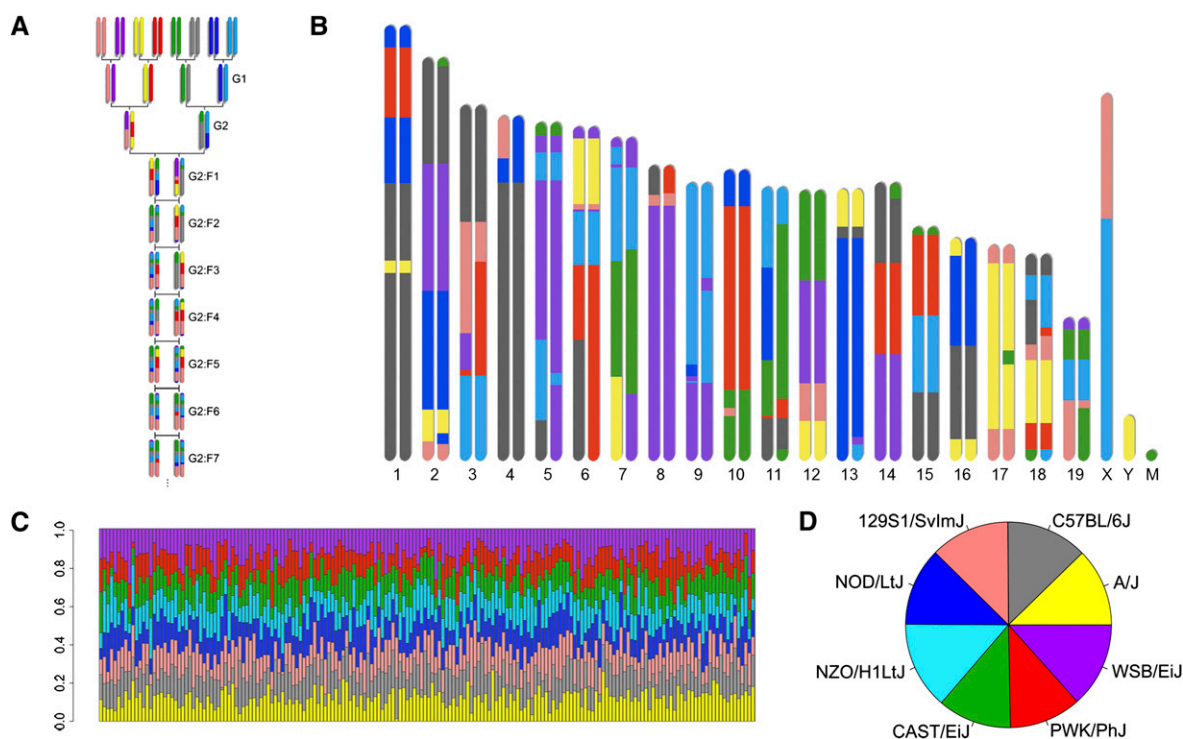 A
G1
G2
G2:F1
G2:F2
G2:F3
G2:F4
G2:F5
G2:F6
G2:F7
⋮
B
1 2 3 4 5 6 7 8 9 10 11 12 13 14 15 16 17 18 19 X Y M
C
1.0
0.8
0.6
0.4
0.2
0.0
D
129S1/SvImJ
C57BL/6J
NOD/LtJ
A/J
NZO/H1LtJ
WSB/EiJ
CAST/EiJ
PWK/PhJ